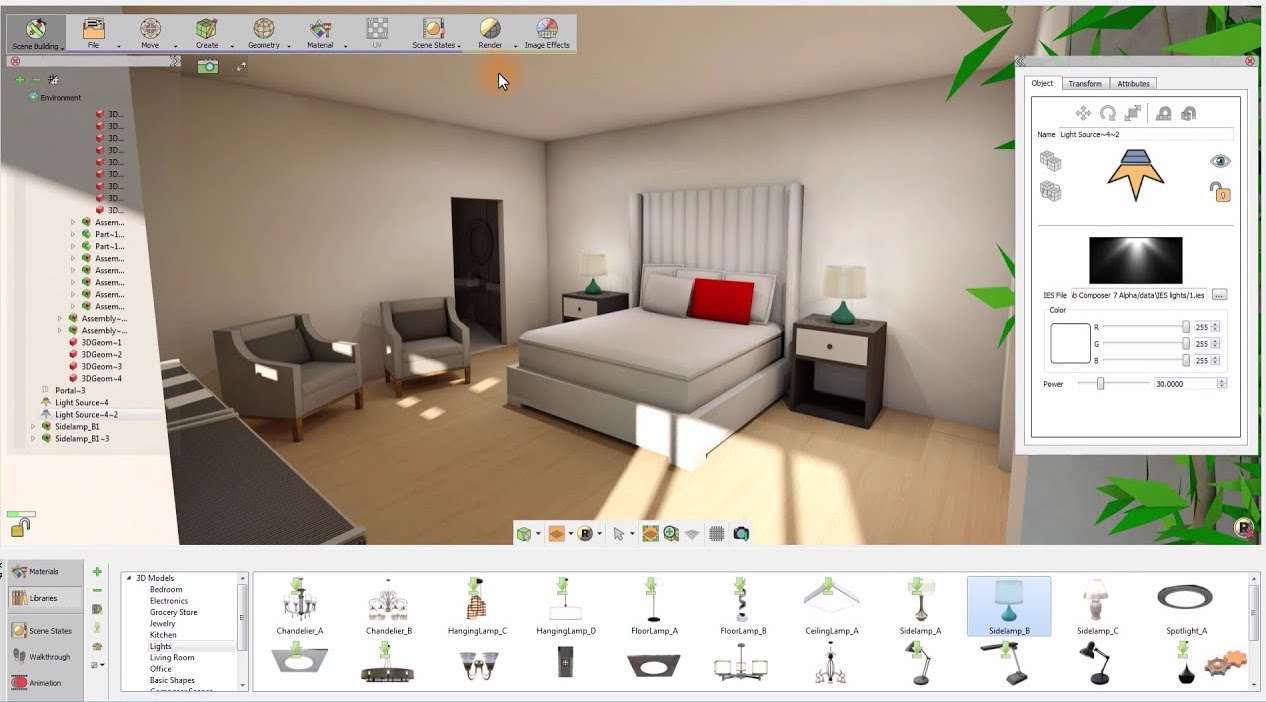 Scene Building
File
Move
Create
Geometry
Material
UV
Scene States
Render
Image Effects
Environment
3D...
3D...
3D...
3D...
3D...
3D...
3D...
3D...
3D...
Assem...
Part~1...
Part~1...
Assem...
Assem...
Assem...
Assem...
Assem...
Assembly~...
Assembly~...
3DGeom~1
3DGeom~2
3DGeom~3
3DGeom~4
Portal~3
Light Source~4
Light Source~4~2
Sidelamp_B1
Sidelamp_B1~3
Object Transform Attributes
Name Light Source~4~2
IES File b Composer 7 Alpha/data\IES lights/1.ies ...
Color
R 255
G 255
B 255
Power 30.0000
R
R
Materials
Libraries
Scene States
Walkthrough
Animation
3D Models
Bedroom
Electronics
Grocery Store
Jewelry
Kitchen
Lights
Living Room
Office
Basic Shapes
Composer Scenes
Chandelier_A
Chandelier_B
HangingLamp_C
HangingLamp_D
FloorLamp_A
FloorLamp_B
CeilingLamp_A
Sidelamp_A
Sidelamp_B
Sidelamp_C
Spotlight_A